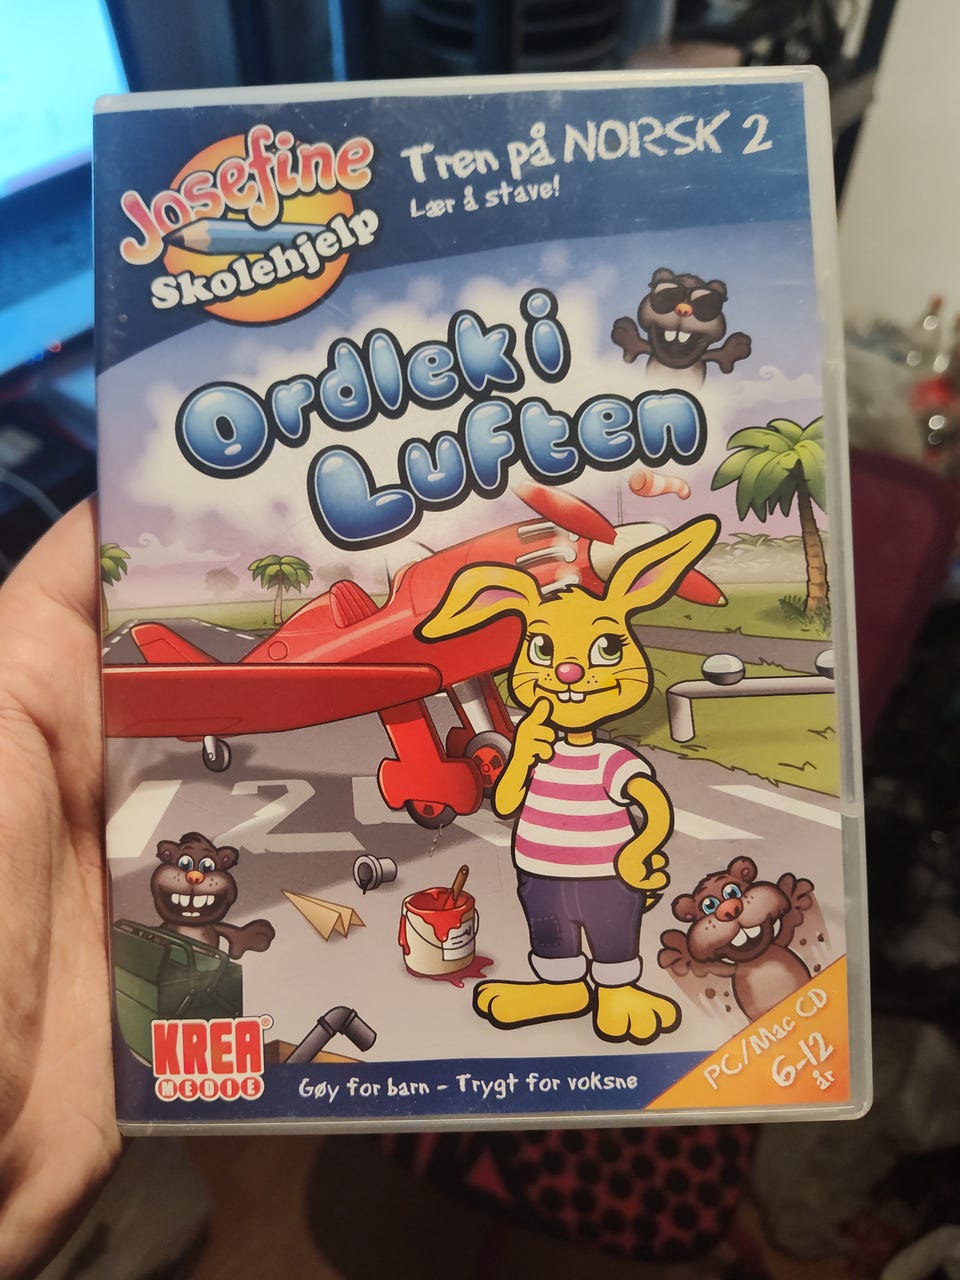 Josefine
Skolehjelp
Tren på NORSK 2
Lær å stave!
Ordlek i
Luften
12
KREA®
MEDIE
Gøy for barn - Trygt for voksne
PC/Mac CD
6-12
år